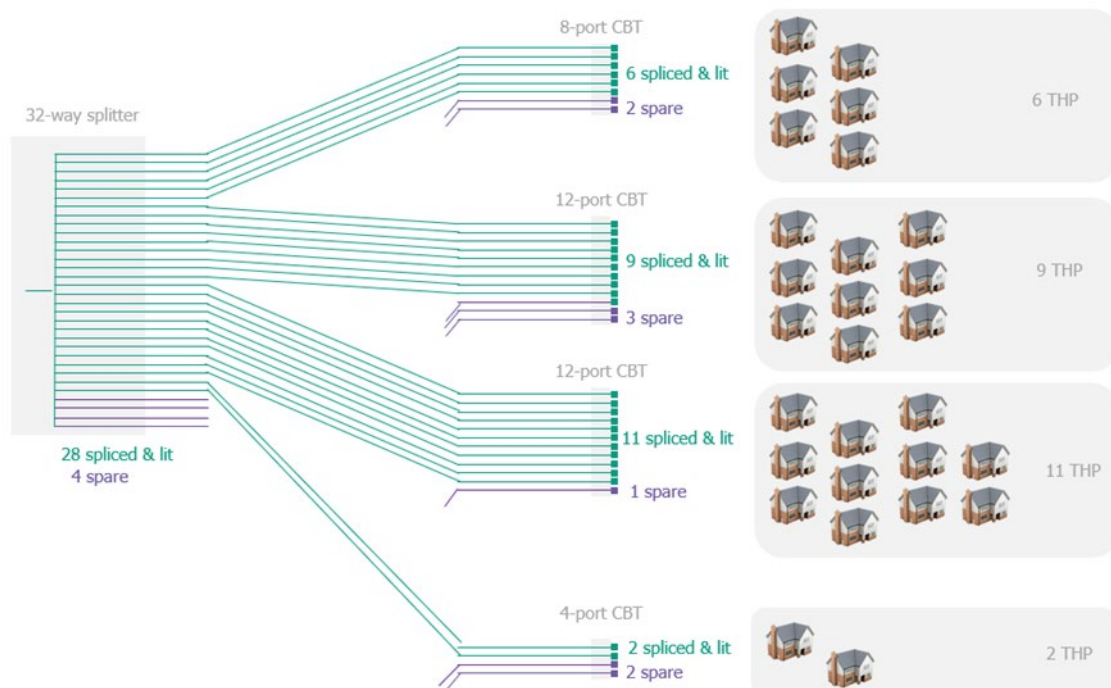 8-port CBT
6 spliced & lit
2 spare
6 THP
32-way splitter
12-port CBT
9 spliced & lit
3 spare
9 THP
12-port CBT
11 spliced & lit
1 spare
11 THP
28 spliced & lit
4 spare
4-port CBT
2 spliced & lit
2 spare
2 THP